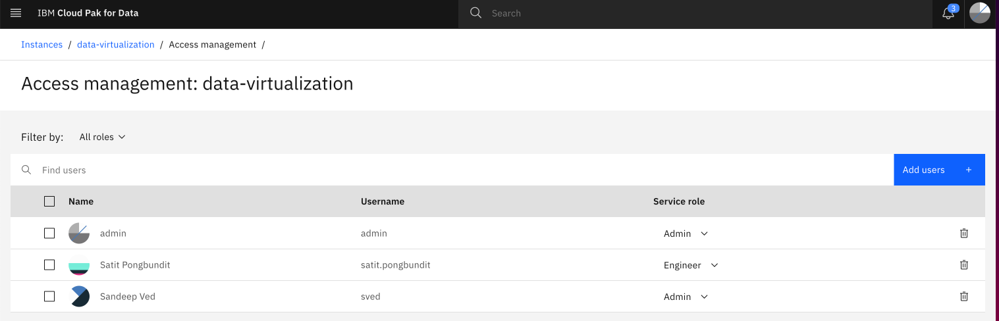 IBM Cloud Pak for Data
Search
3
Instances / data-virtualization / Access management /
Access management: data-virtualization
Filter by: All roles
Find users
Add users +
Name Username Service role
admin admin Admin
Satit Pongbundit satit.pongbundit Engineer
Sandeep Ved sved Admin